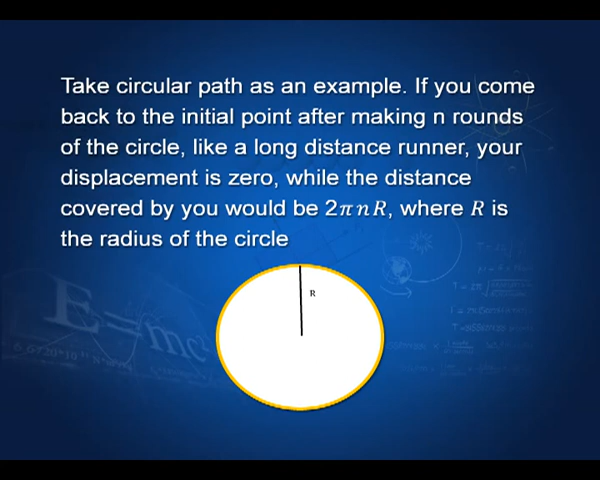 Take circular path as an example. If you come
back to the initial point after making n rounds
of the circle, like a long distance runner, your
displacement is zero, while the distance
covered by you would be 2πnR, where R is
the radius of the circle
R
E=mc²